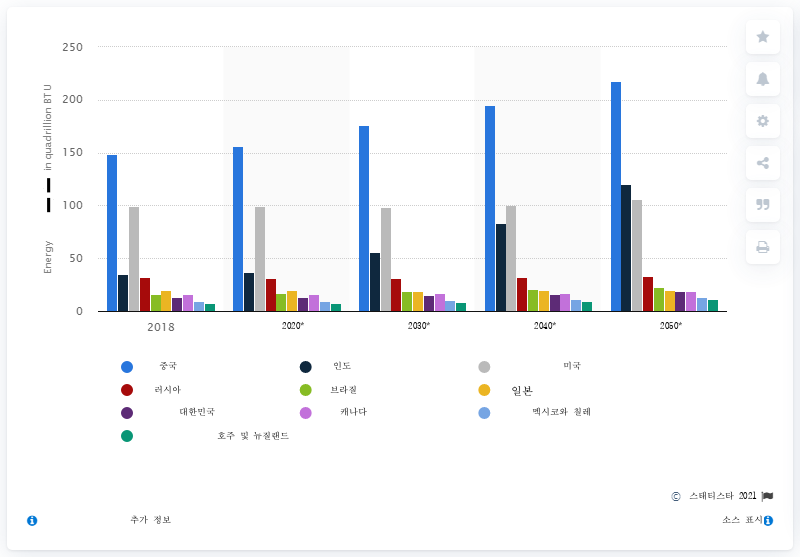 250
200
150
100
50
0
Energy in quadrillion BTU
2018 2020* 2030* 2040* 2050*
중국 인도 미국
러시아 브라질 일본
대한민국 캐나다 멕시코와 칠레
호주 및 뉴질랜드
© 스태티스타 2021
추가 정보 소스 표시